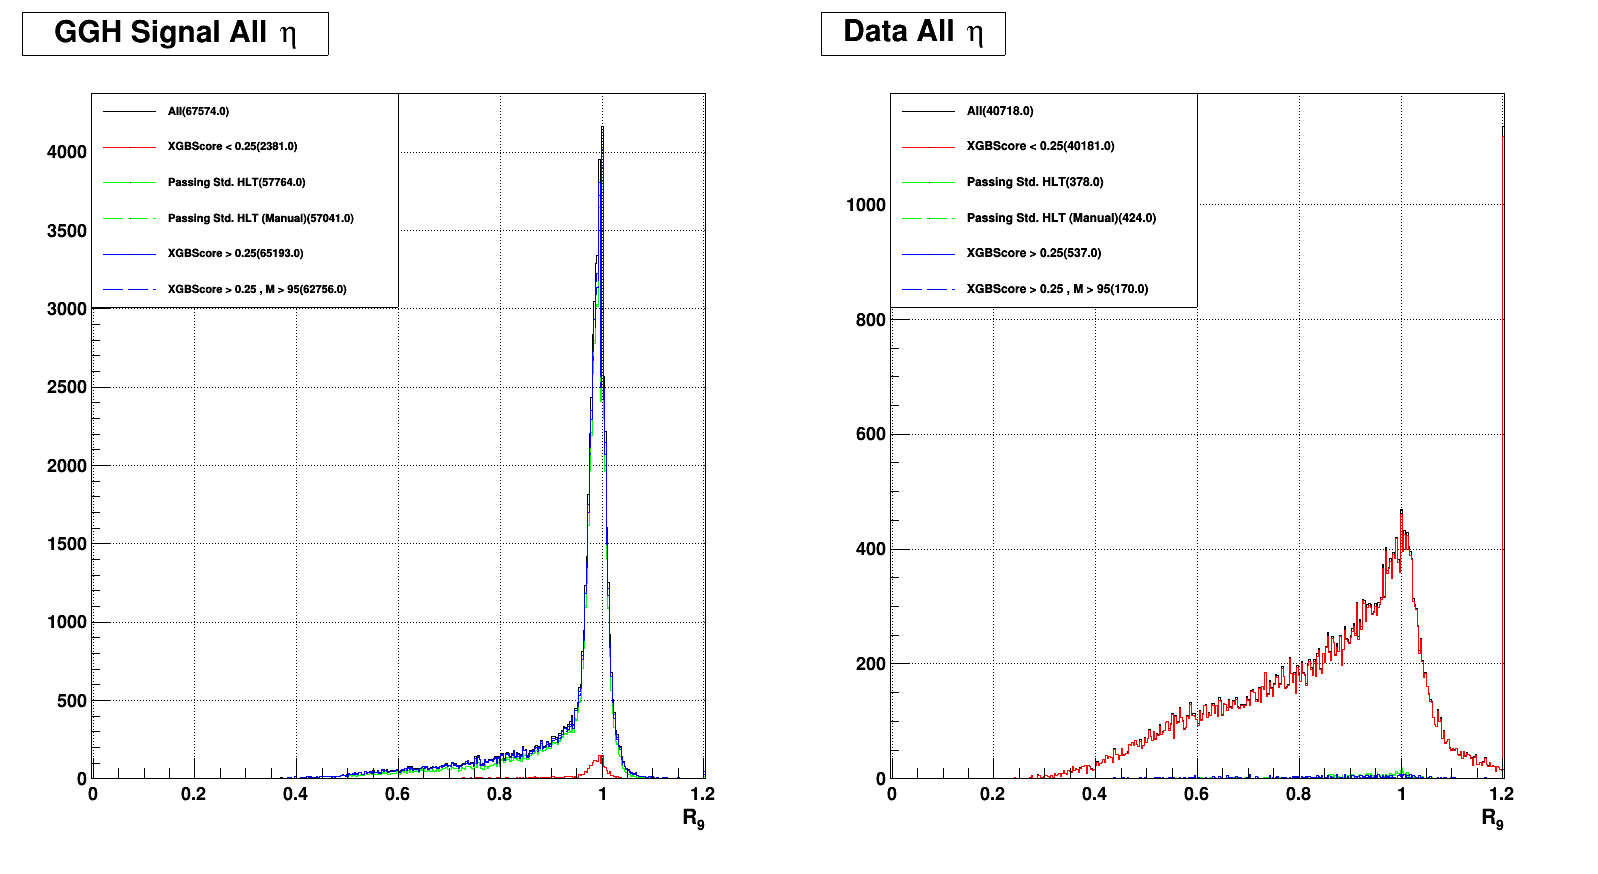 GGH Signal All η
All(67574.0)
XGBScore < 0.25(2381.0)
Passing Std. HLT(57764.0)
Passing Std. HLT (Manual)(57041.0)
XGBScore > 0.25(65193.0)
XGBScore > 0.25 , M > 95(62756.0)
4000
3500
3000
2500
2000
1500
1000
500
0
0 0.2 0.4 0.6 0.8 1 1.2
R9
Data All η
All(40718.0)
XGBScore < 0.25(40181.0)
Passing Std. HLT(378.0)
Passing Std. HLT (Manual)(424.0)
XGBScore > 0.25(537.0)
XGBScore > 0.25 , M > 95(170.0)
1000
800
600
400
200
0
0 0.2 0.4 0.6 0.8 1 1.2
R9